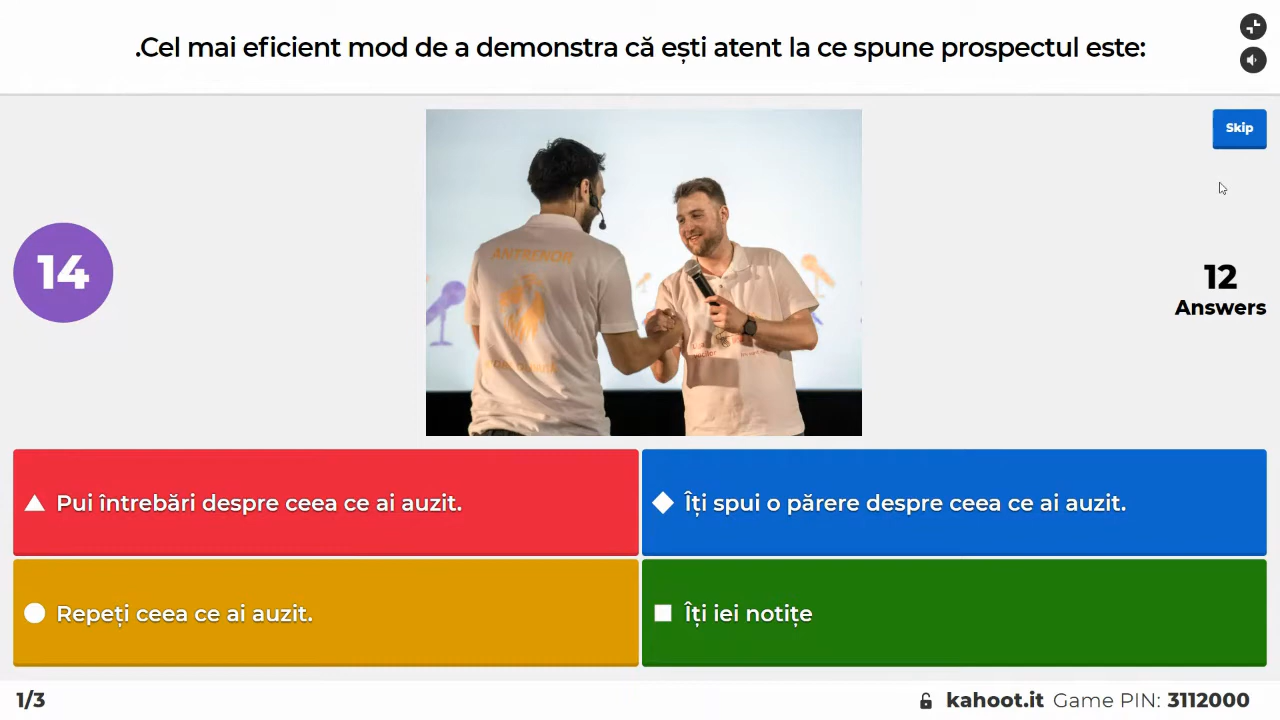 .Cel mai eficient mod de a demonstra că ești atent la ce spune prospectul este:
Skip
14
ANTRENOR
12
Answers
Pui întrebări despre ceea ce ai auzit.
Îți spui o părere despre ceea ce ai auzit.
Repeți ceea ce ai auzit.
Îți iei notițe
1/3
kahoot.it Game PIN: 3112000